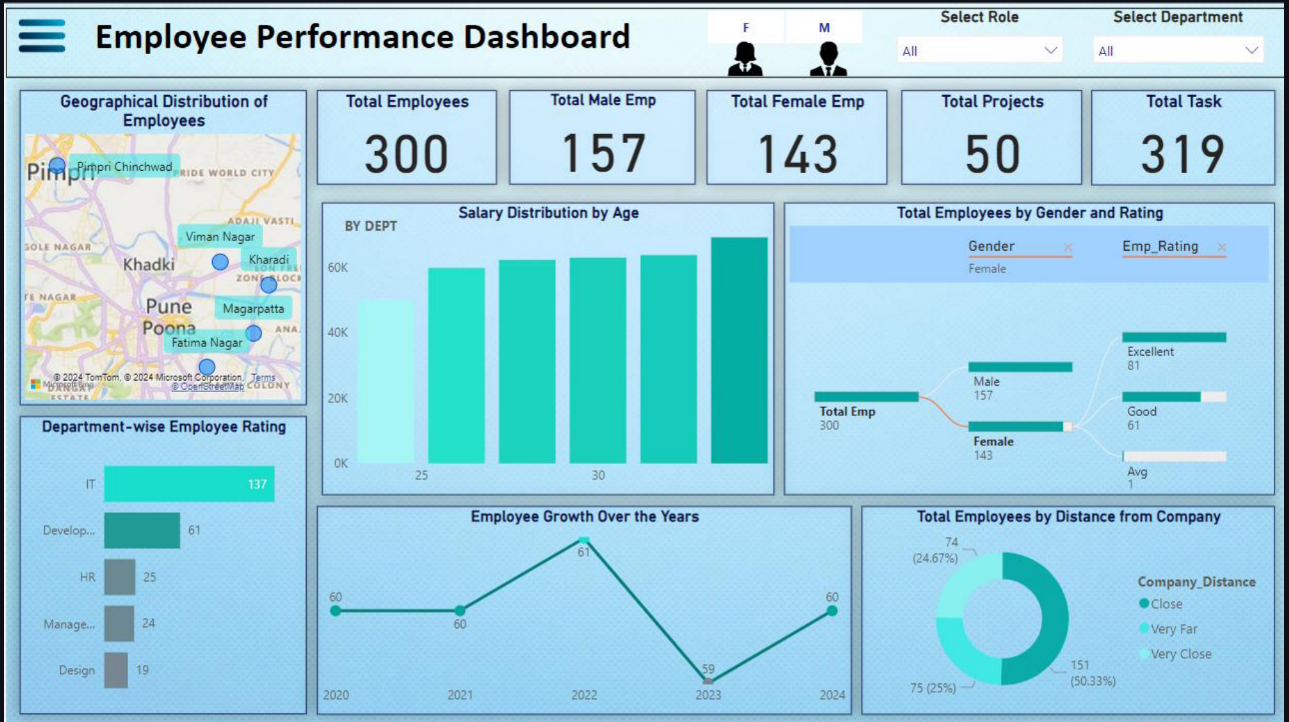 Employee Performance Dashboard
F
M
Select Role
All
Select Department
All
Geographical Distribution of
Employees
Pimpri
Pimpri Chinchwad
PRIDE WORLD CITY
ADAJI VASTI
Viman Nagar
SOLE NAGAR
Khadki
Kharadi
ZONE BLOCK
TE NAGAR
Pune
Poona
Magarpatta
ANA
Fatima Nagar
© 2024 TomTom, © 2024 Microsoft Corporation, Terms
Microsoft Bing
© OpenStreetMap
COLONY
ESTATE
Total Employees
300
Total Male Emp
157
Total Female Emp
143
Total Projects
50
Total Task
319
Salary Distribution by Age
BY DEPT
60K
40K
20K
0K
25
30
Total Employees by Gender and Rating
Gender
Female
Emp_Rating
Total Emp
300
Male
157
Female
143
Excellent
81
Good
61
Avg
1
Department-wise Employee Rating
IT
137
Develop...
61
HR
25
Manage...
24
Design
19
Employee Growth Over the Years
60
60
61
59
60
2020
2021
2022
2023
2024
Total Employees by Distance from Company
74
(24.67%)
75 (25%)
151
(50.33%)
Company_Distance
Close
Very Far
Very Close